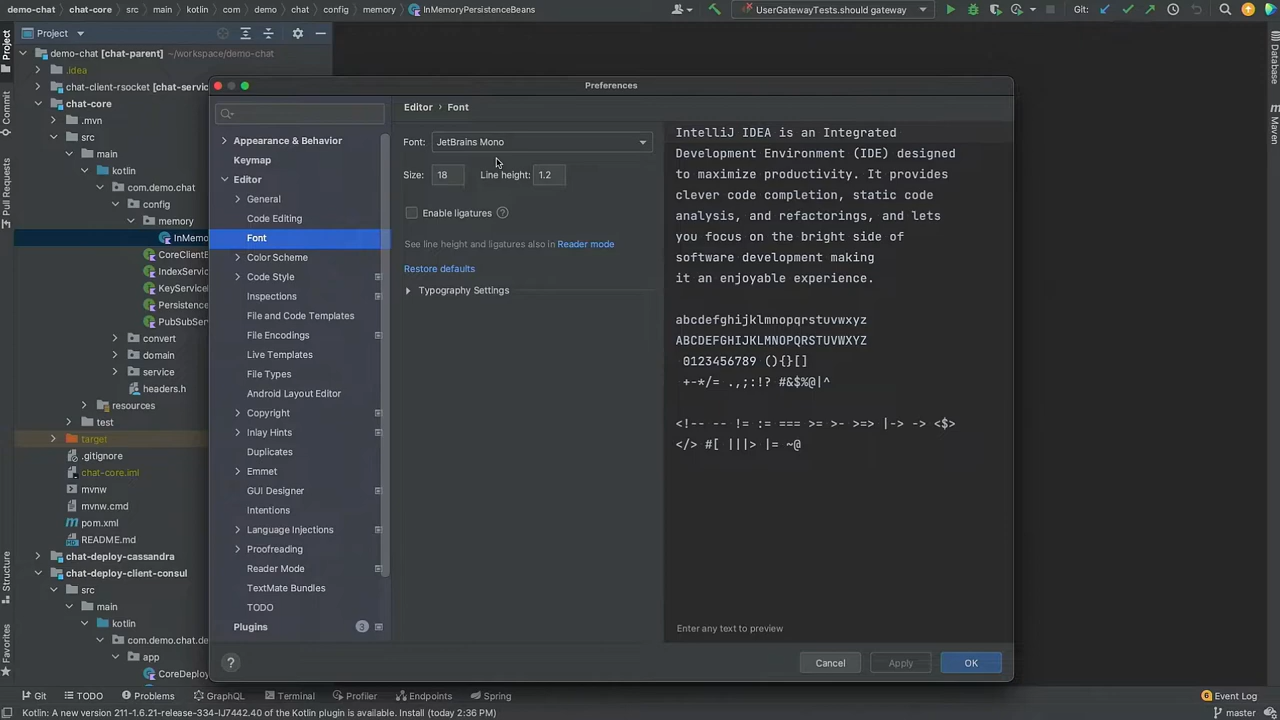 demo-chat
chat-core
src
main
kotlin
com
demo
chat
config
memory
InMemoryPersistenceBeans
UserGatewayTests.should gateway
Git:
Project
demo-chat [chat-parent] ~/workspace/demo-chat
.idea
chat-client-rsocket [chat-servic
chat-core
.mvn
src
main
kotlin
com.demo.chat
config
memory
InMemo
CoreClientB
IndexServic
KeyService
Persistence
PubSubSer
convert
domain
service
headers.h
resources
test
target
.gitignore
chat-core.iml
mvnw
mvnw.cmd
pom.xml
README.md
chat-deploy-cassandra
chat-deploy-client-consul
src
main
kotlin
com.demo.chat.de
app
CoreDeploy
Project
Commit
Pull Requests
Structure
Favorites
Database
Maven
Preferences
Appearance & Behavior
Keymap
Editor
General
Code Editing
Font
Color Scheme
Code Style
Inspections
File and Code Templates
File Encodings
Live Templates
File Types
Android Layout Editor
Copyright
Inlay Hints
Duplicates
Emmet
GUI Designer
Intentions
Language Injections
Proofreading
Reader Mode
TextMate Bundles
TODO
Plugins
3
Editor › Font
Font: JetBrains Mono
Size: 18 Line height: 1.2
Enable ligatures ?
See line height and ligatures also in Reader mode
Restore defaults
Typography Settings
IntelliJ IDEA is an Integrated
Development Environment (IDE) designed
to maximize productivity. It provides
clever code completion, static code
analysis, and refactorings, and lets
you focus on the bright side of
software development making
it an enjoyable experience.
abcdefghijklmnopqrstuvwxyz
ABCDEFGHIJKLMNOPQRSTUVWXYZ
0123456789 (){}[]
+-*/= .,;:!? #&$%@|^
<!-- -- != := === >= >- >=> |-> -> <$>
</> #[ |||> |= ~@
Enter any text to preview
?
Cancel
Apply
OK
Git
TODO
Problems
GraphQL
Terminal
Profiler
Endpoints
Spring
Event Log
Kotlin: A new version 211-1.6.21-release-334-IJ7442.40 of the Kotlin plugin is available. Install (today 2:36 PM)
master